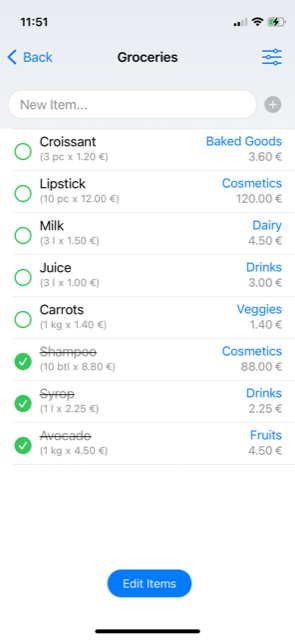 11:51
Back
Groceries
New Item...
Croissant
Baked Goods
(3 pc x 1.20 €)
3.60 €
Lipstick
Cosmetics
(10 pc x 12.00 €)
120.00 €
Milk
Dairy
(3 l x 1.50 €)
4.50 €
Juice
Drinks
(3 l x 1.00 €)
3.00 €
Carrots
Veggies
(1 kg x 1.40 €)
1.40 €
Shampoo
Cosmetics
(10 btl x 8.80 €)
88.00 €
Syrop
Drinks
(1 l x 2.25 €)
2.25 €
Avocado
Fruits
(1 kg x 4.50 €)
4.50 €
Edit Items